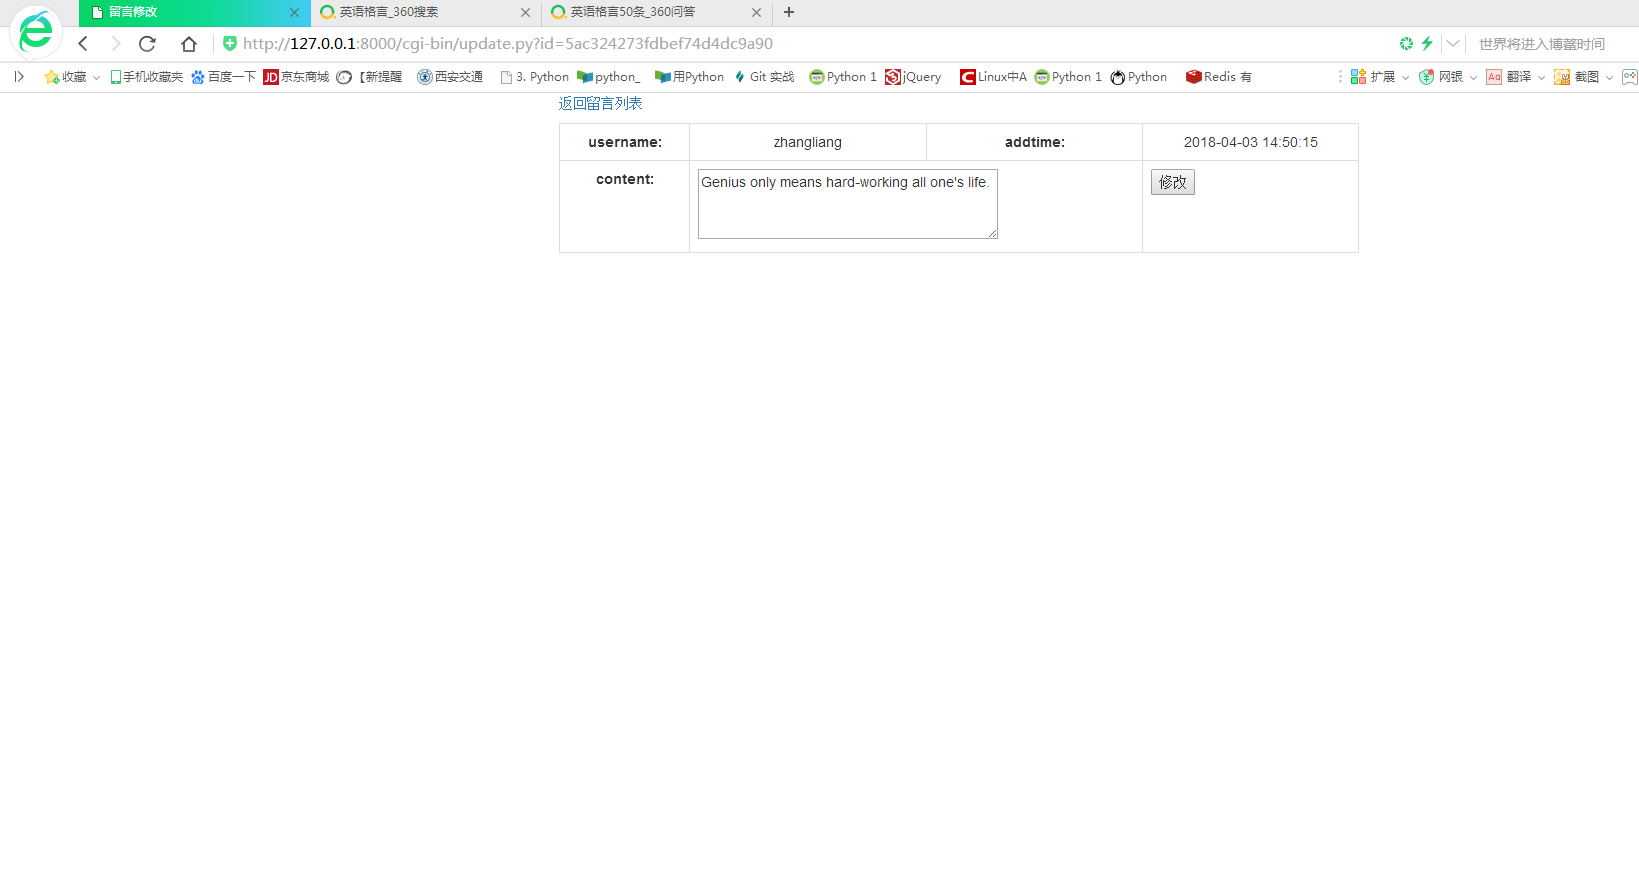 留言修改 英语格言_360搜索 英语格言50条_360问答
http://127.0.0.1:8000/cgi-bin/update.py?id=5ac324273fdbef74d4dc9a90 世界将进入博鳌时间
收藏 手机收藏夹 百度一下 JD 京东商城 【新提醒 西安交通 3. Python python_ 用Python Git 实战 Python 1 jQuery C Linux中A Python 1 Python Redis 有 扩展 网银 Aa 翻译 截图
返回留言列表
username: zhangliang addtime: 2018-04-03 14:50:15
content: Genius only means hard-working all one's life. 修改